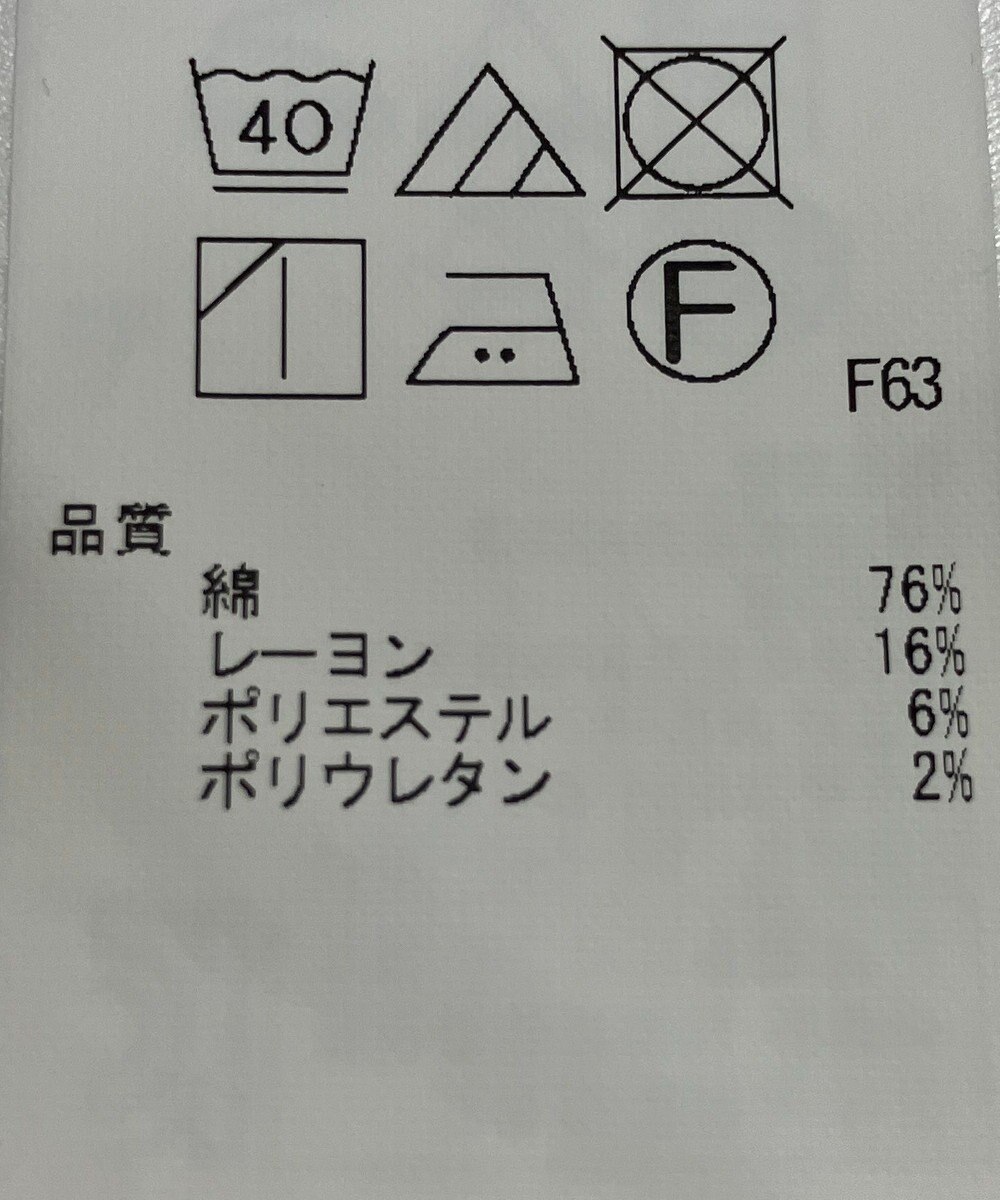 40
F
F63
品質
綿 76%
レーヨン 16%
ポリエステル 6%
ポリウレタン 2%